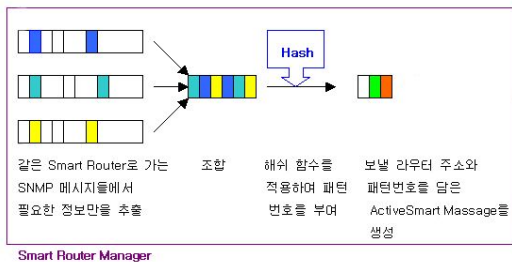 Hash
같은 Smart Router로 가는
SNMP 메시지들에서
필요한 정보만을 추출
조합
해쉬 함수를
적용하여 패턴
번호를 부여
보낼 라우터 주소와
패턴번호를 담은
ActiveSmart Massage를
생성
Smart Router Manager